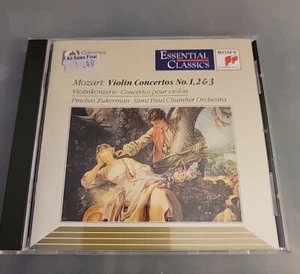 All Sales Final
ESSENTIAL
CLASSICS
SONY
Mozart: Violin Concertos No. 1, 2 & 3
Violinkonzerte · Concertos pour violon
Pinchas Zukerman · Saint Paul Chamber Orchestra